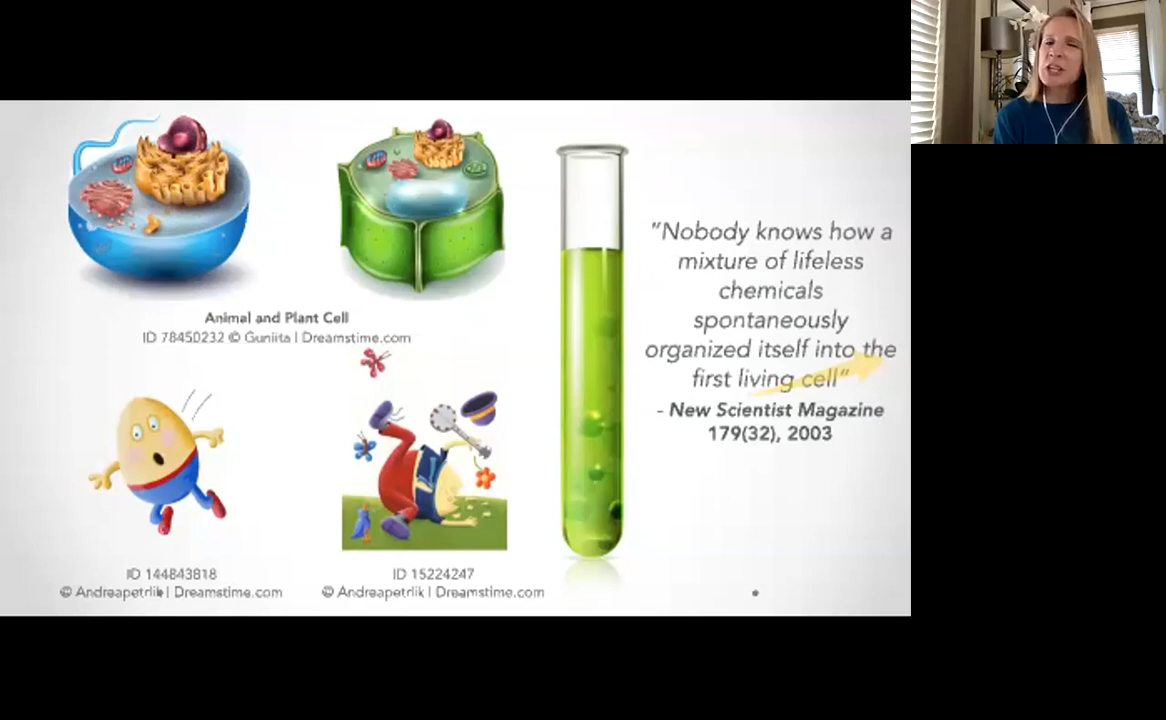 Animal and Plant Cell
ID 78450232 © Guniita | Dreamstime.com
ID 144843818
© Andreapetrlik | Dreamstime.com
ID 15224247
© Andreapetrlik | Dreamstime.com
"Nobody knows how a
mixture of lifeless
chemicals
spontaneously
organized itself into the
first living cell"
- New Scientist Magazine
179(32), 2003